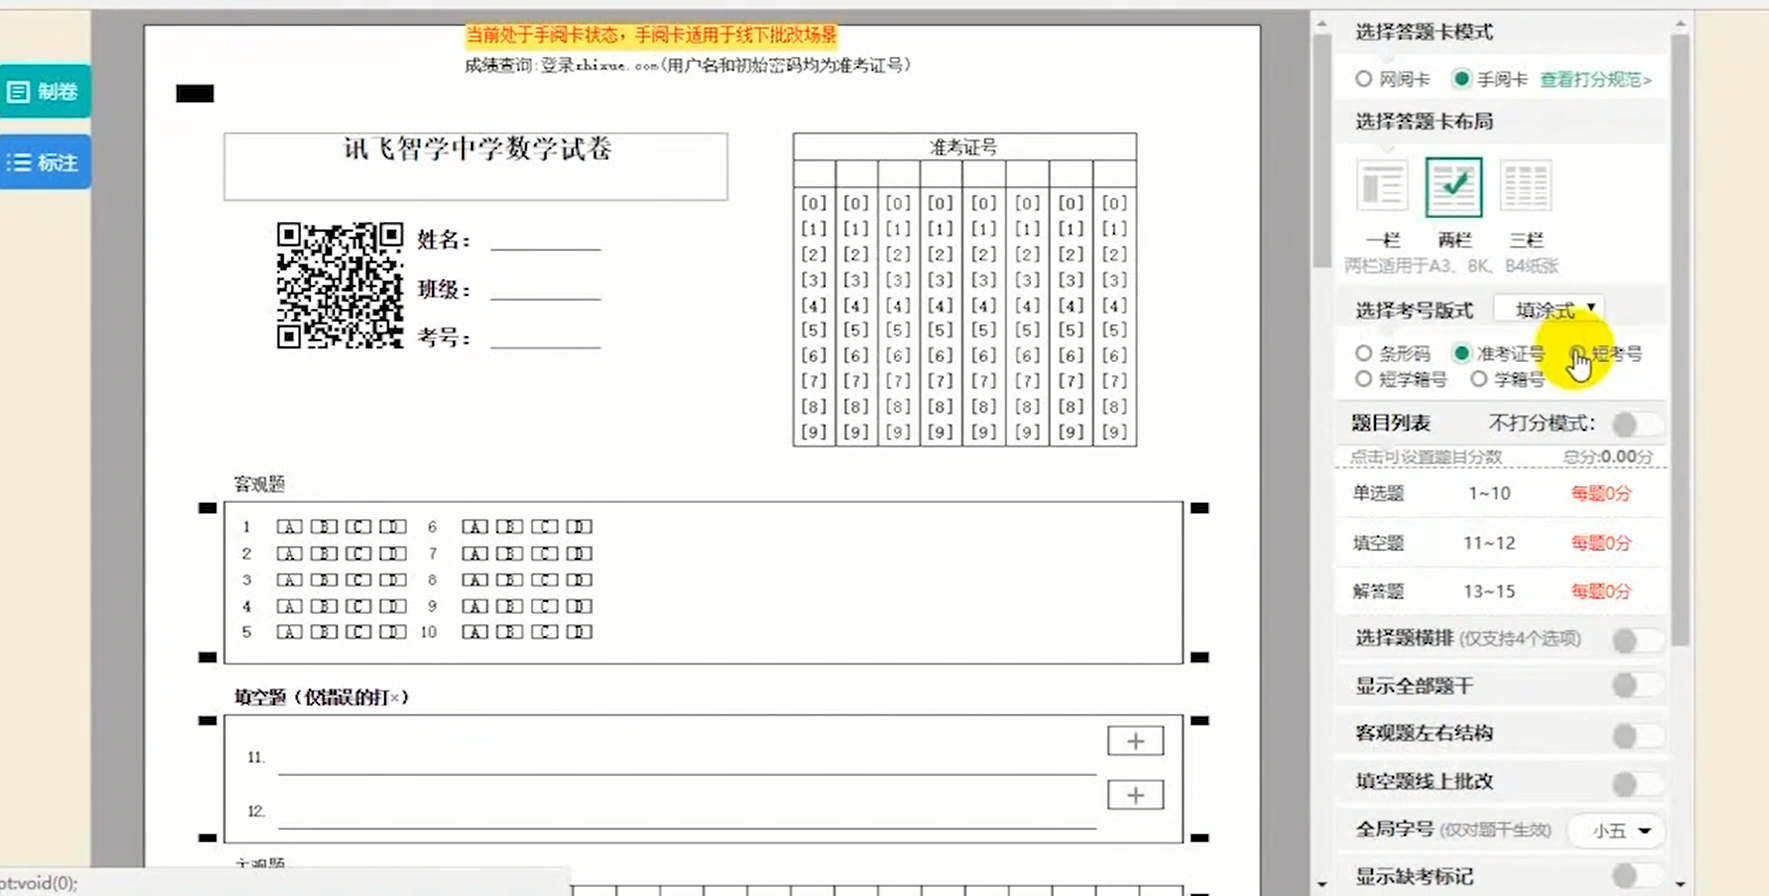 当前处于手阅卡状态，手阅卡适用于线下批改场景
成绩查询:登录zhixue.com(用户名和初始密码均为准考证号)
制卷
标注
讯飞智学中学数学试卷
姓名：
班级：
考号：
准考证号
[0] [0] [0] [0] [0] [0] [0] [0]
[1] [1] [1] [1] [1] [1] [1] [1]
[2] [2] [2] [2] [2] [2] [2] [2]
[3] [3] [3] [3] [3] [3] [3] [3]
[4] [4] [4] [4] [4] [4] [4] [4]
[5] [5] [5] [5] [5] [5] [5] [5]
[6] [6] [6] [6] [6] [6] [6] [6]
[7] [7] [7] [7] [7] [7] [7] [7]
[8] [8] [8] [8] [8] [8] [8] [8]
[9] [9] [9] [9] [9] [9] [9] [9]
客观题
1 A B C D 6 A B C D
2 A B C D 7 A B C D
3 A B C D 8 A B C D
4 A B C D 9 A B C D
5 A B C D 10 A B C D
填空题（仅错误的打×）
11.
12.
主观题
pt:void(0);
选择答题卡模式
网阅卡 手阅卡 查看打分规范>
选择答题卡布局
一栏 两栏 三栏
两栏适用于A3、8K、B4纸张
选择考号版式 填涂式
条形码 准考证号 短考号
短学籍号 学籍号
题目列表 不打分模式：
点击可设置题目分数 总分:0.00分
单选题 1~10 每题0分
填空题 11~12 每题0分
解答题 13~15 每题0分
选择题横排 (仅支持4个选项)
显示全部题干
客观题左右结构
填空题线上批改
全局字号 (仅对题干生效) 小五
显示缺考标记